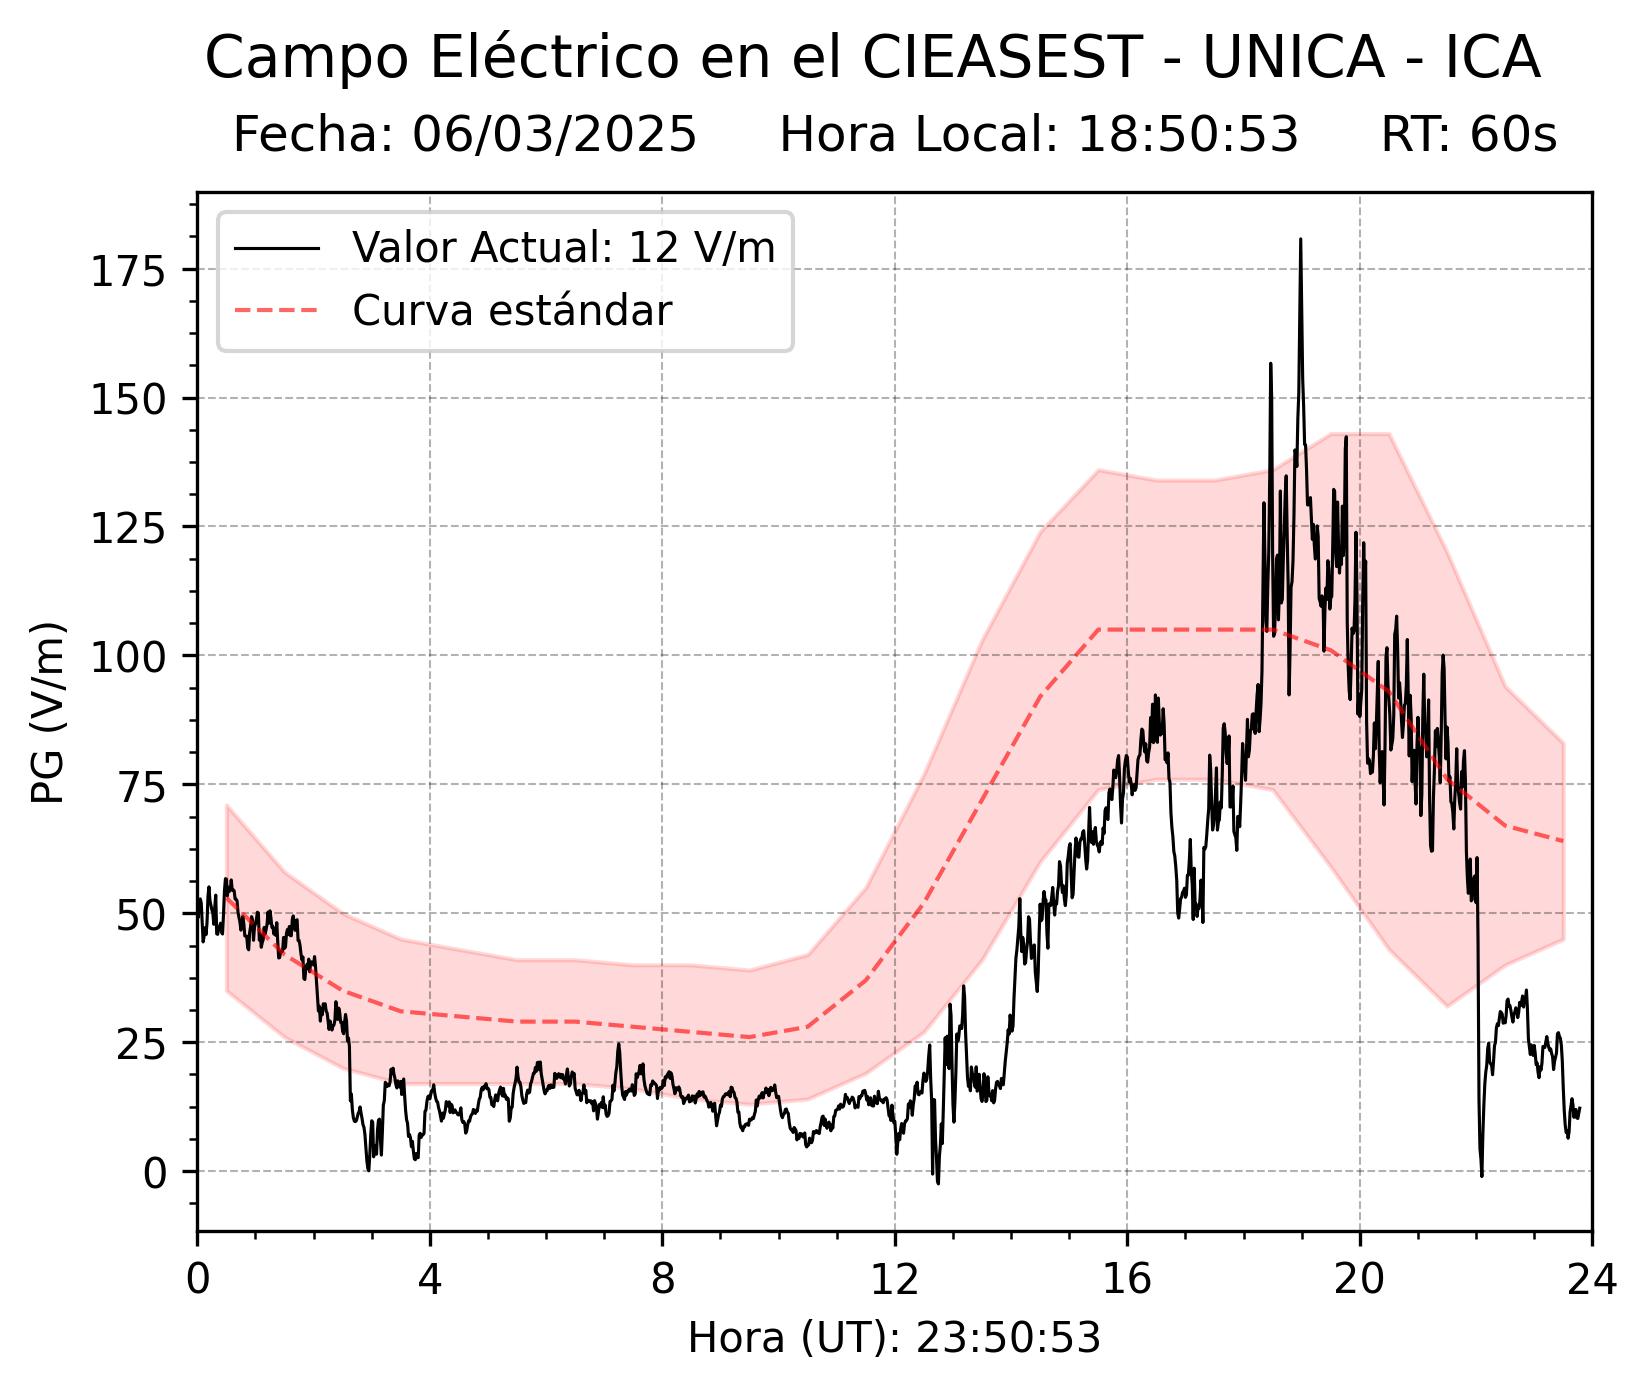 Campo Eléctrico en el CIEASEST - UNICA - ICA
Fecha: 06/03/2025 Hora Local: 18:50:53 RT: 60s
Valor Actual: 12 V/m
Curva estándar
PG (V/m)
175
150
125
100
75
50
25
0
0 4 8 12 16 20 24
Hora (UT): 23:50:53